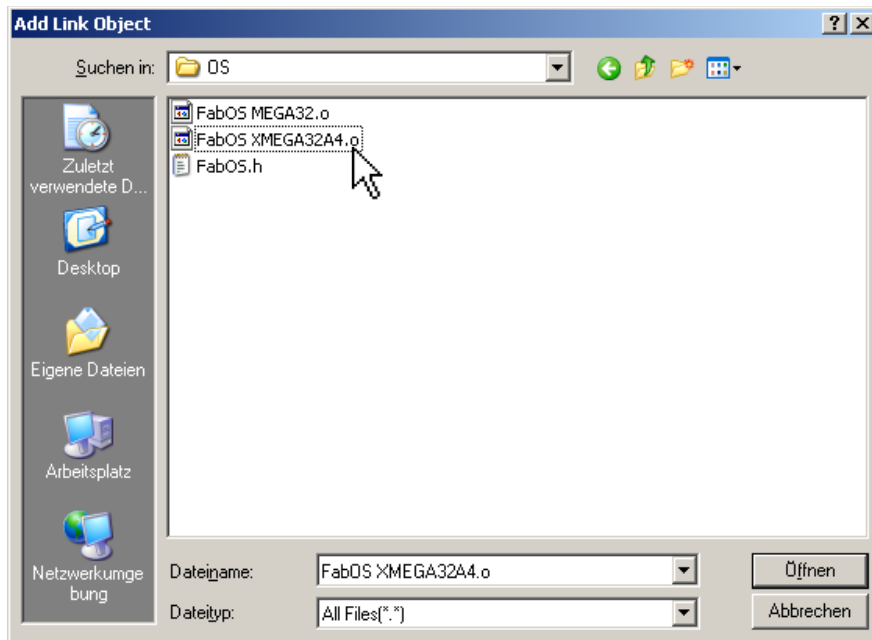 Add Link Object
Suchen in:
OS
FabOS MEGA32.o
FabOS XMEGA32A4.o
FabOS.h
Zuletzt
verwendete D...
Desktop
Eigene Dateien
Arbeitsplatz
Netzwerkumge
bung
Dateiname:
FabOS XMEGA32A4.o
Öffnen
Dateityp:
All Files(*.*)
Abbrechen